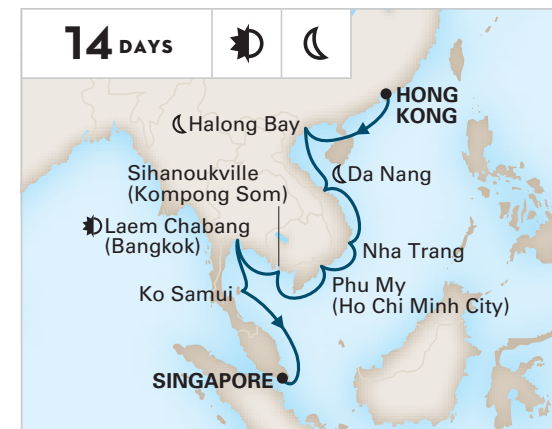 14 DAYS
HONG
KONG
Halong Bay
Da Nang
Sihanoukville
(Kompong Som)
Laem Chabang
(Bangkok)
Nha Trang
Phu My
(Ho Chi Minh City)
Ko Samui
SINGAPORE